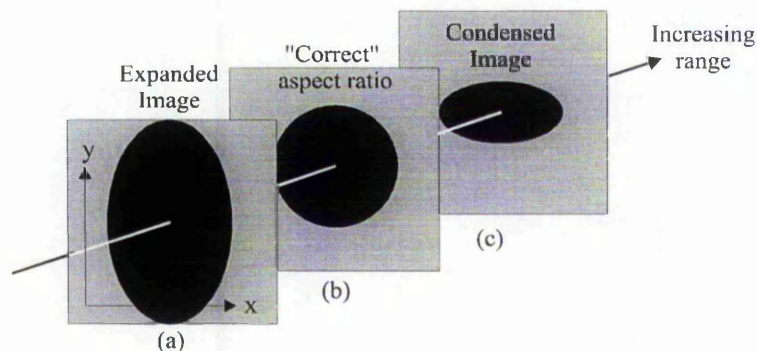 Expanded
Image
"Correct"
aspect ratio
Condensed
Image
Increasing
range
y
x
(a)
(b)
(c)